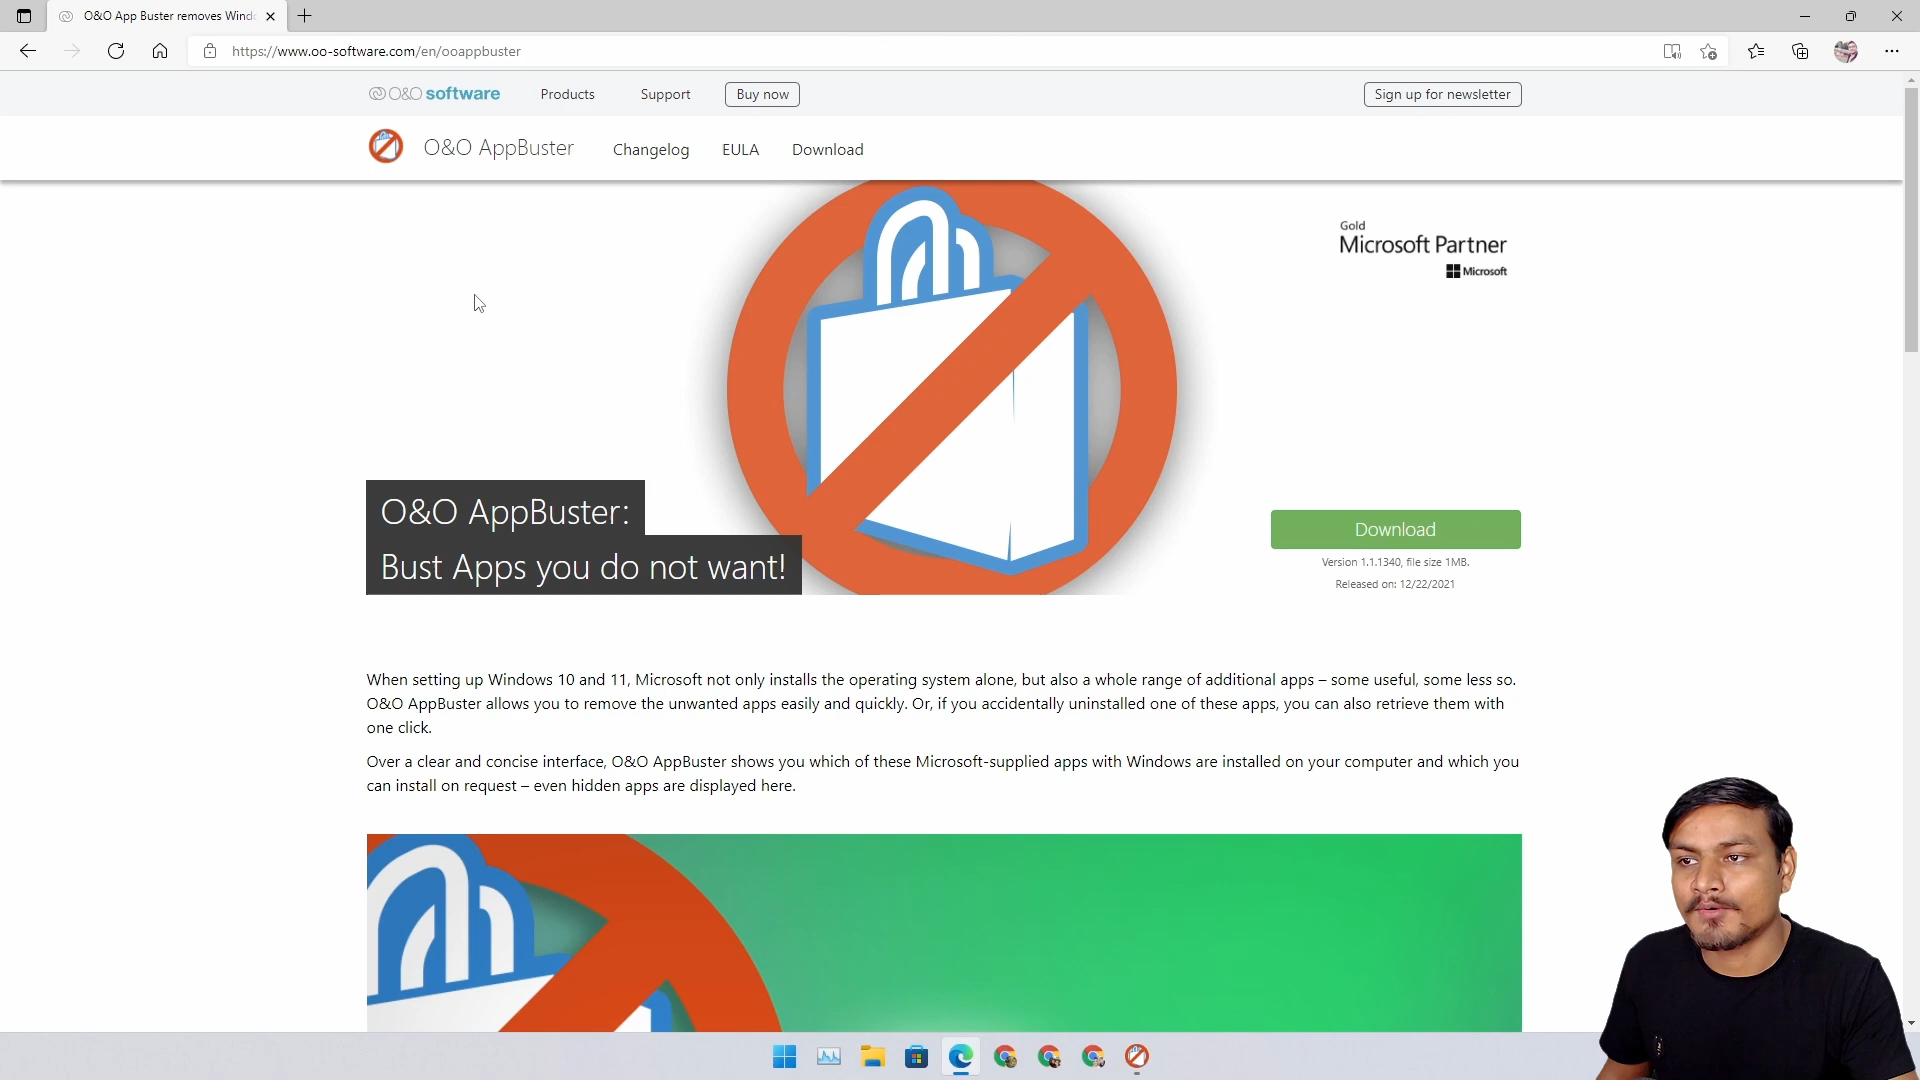 O&O App Buster removes Wind
https://www.oo-software.com/en/ooappbuster
O&O software
Products
Support
Buy now
Sign up for newsletter
O&O AppBuster
Changelog
EULA
Download
Gold
Microsoft Partner
Microsoft
O&O AppBuster:
Bust Apps you do not want!
Download
Version 1.1.1340, file size 1MB.
Released on: 12/22/2021
When setting up Windows 10 and 11, Microsoft not only installs the operating system alone, but also a whole range of additional apps – some useful, some less so.
O&O AppBuster allows you to remove the unwanted apps easily and quickly. Or, if you accidentally uninstalled one of these apps, you can also retrieve them with
one click.
Over a clear and concise interface, O&O AppBuster shows you which of these Microsoft-supplied apps with Windows are installed on your computer and which you
can install on request – even hidden apps are displayed here.